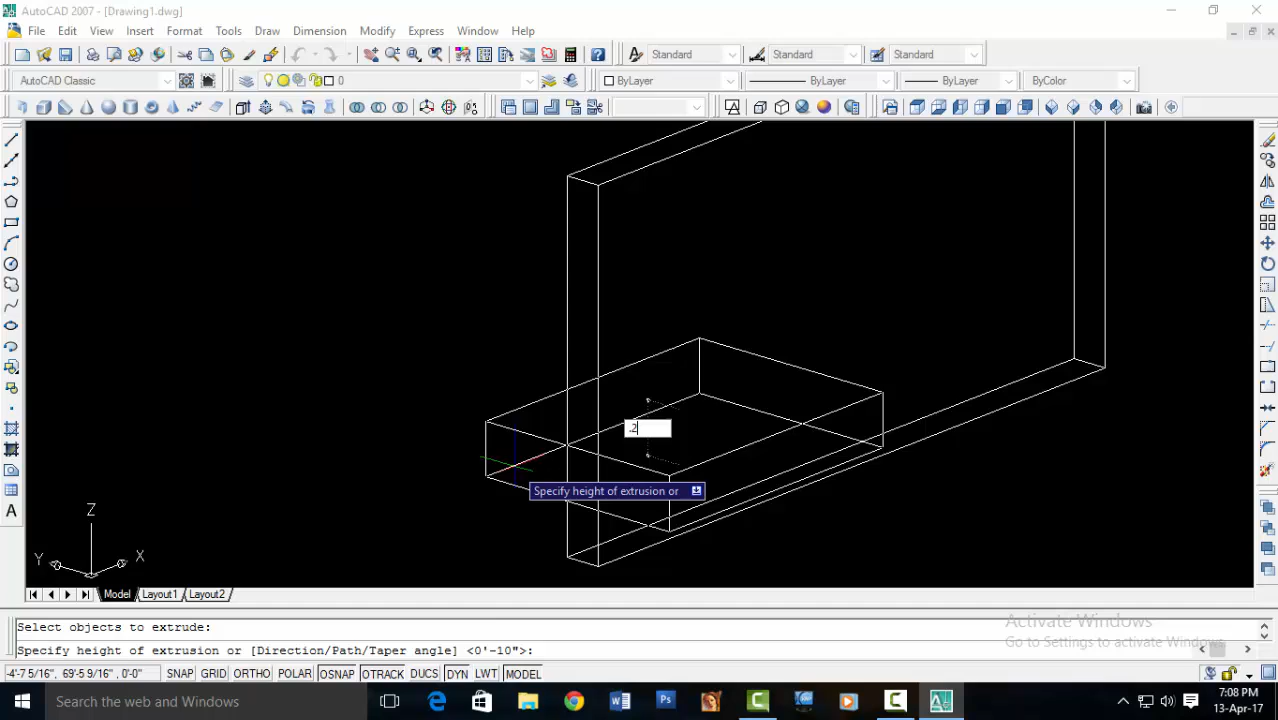 AutoCAD 2007 - [Drawing1.dwg]
File Edit View Insert Format Tools Draw Dimension Modify Express Window Help
Standard Standard Standard
AutoCAD Classic 0 ByLayer ByLayer ByLayer ByColor
.2
Specify height of extrusion or
Z
Y X
Model Layout1 Layout2
Select objects to extrude:
Specify height of extrusion or [Direction/Path/Taper angle] <0'-10">:
Activate Windows
Go to Settings to activate Windows.
-4'-7 5/16", 69'-5 9/16", 0'-0" SNAP GRID ORTHO POLAR OSNAP OTRACK DUCS DYN LWT MODEL
Search the web and Windows
7:08 PM
13-Apr-17